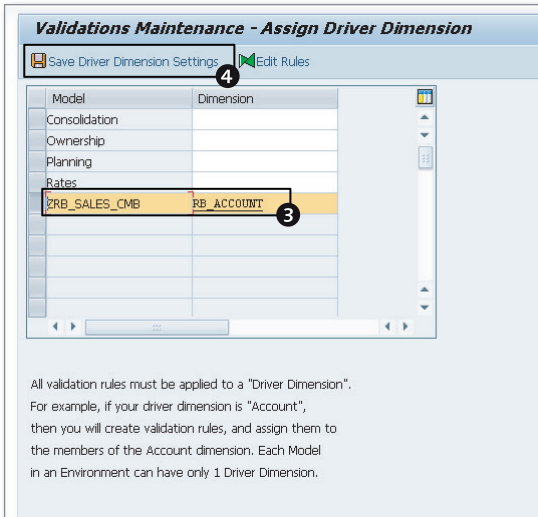 Validations Maintenance - Assign Driver Dimension
Save Driver Dimension Settings
4
Edit Rules
Model Dimension
Consolidation
Ownership
Planning
Rates
ZRB_SALES_CMB RB_ACCOUNT
3
All validation rules must be applied to a "Driver Dimension".
For example, if your driver dimension is "Account",
then you will create validation rules, and assign them to
the members of the Account dimension. Each Model
in an Environment can have only 1 Driver Dimension.